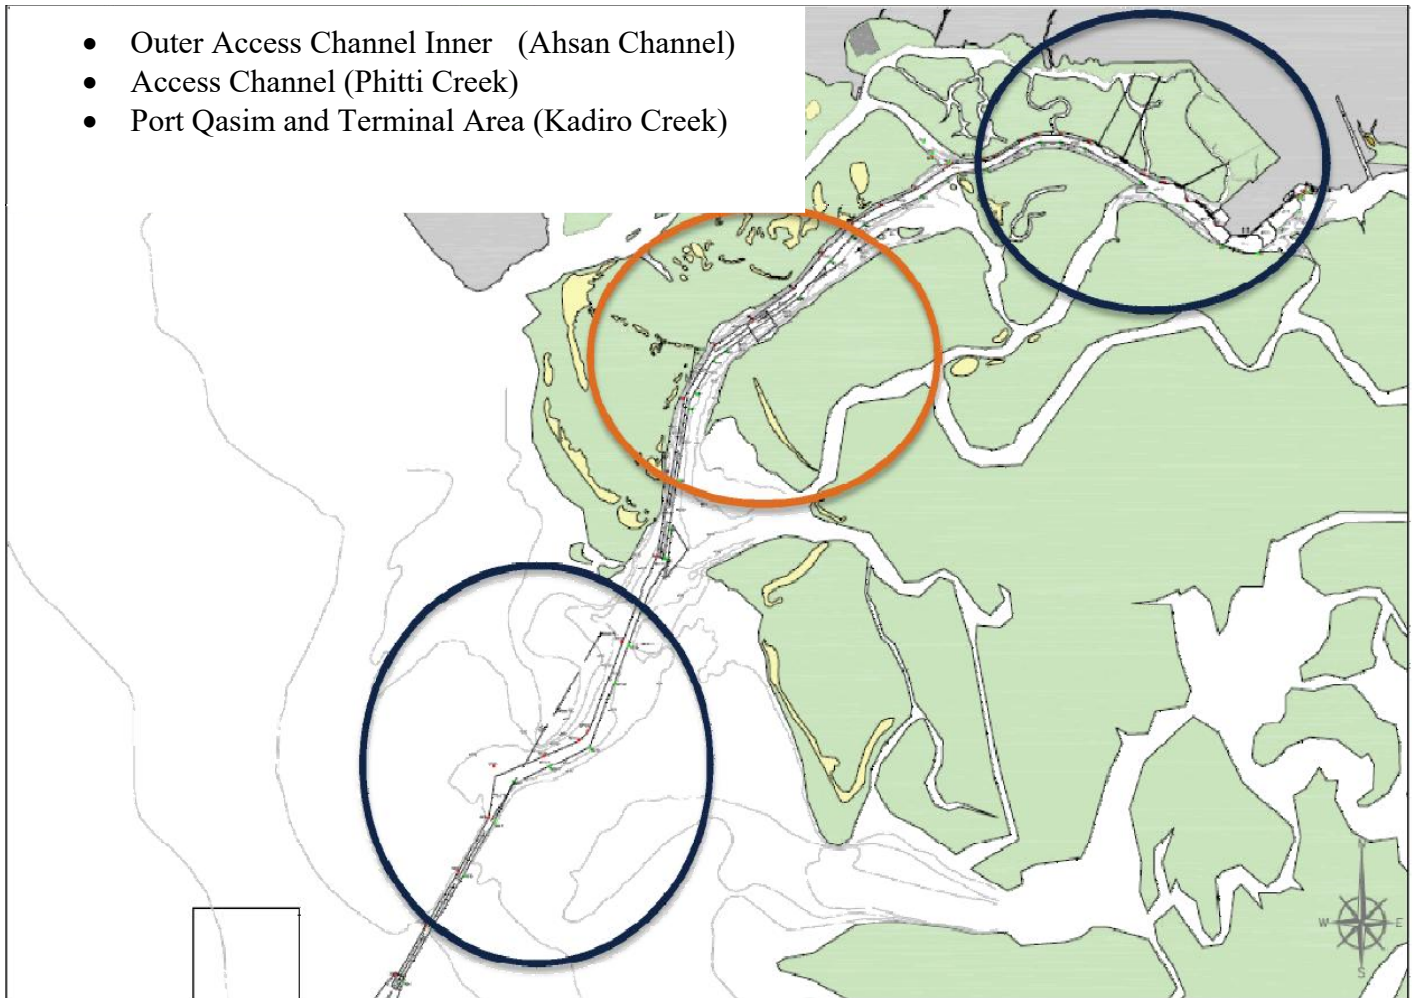 • Outer Access Channel Inner (Ahsan Channel)
• Access Channel (Phitti Creek)
• Port Qasim and Terminal Area (Kadiro Creek)
W E
S